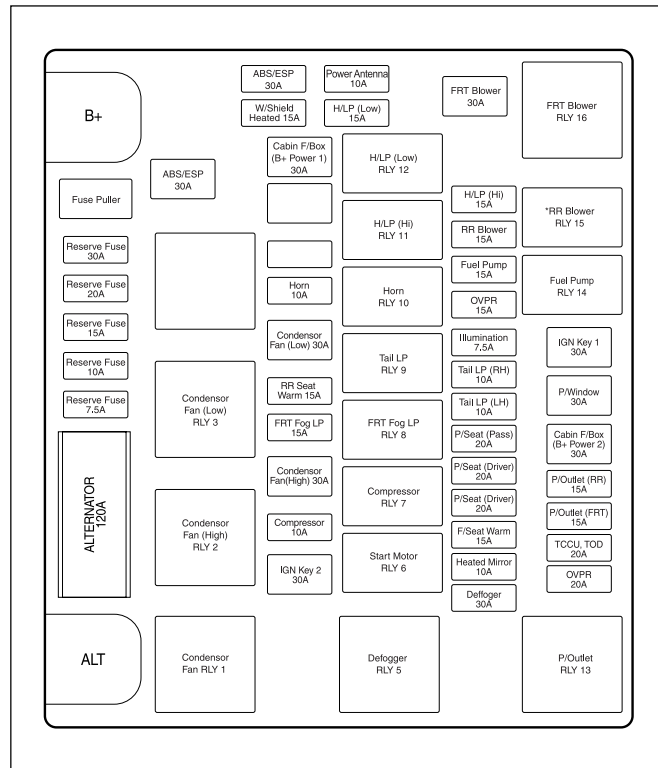 B+
ABS/ESP
30A
Power Antenna
10A
W/Shield
Heated 15A
H/LP (Low)
15A
FRT Blower
30A
FRT Blower
RLY 16
Fuse Puller
ABS/ESP
30A
Cabin F/Box
(B+ Power 1)
30A
H/LP (Low)
RLY 12
H/LP (Hi)
15A
*RR Blower
RLY 15
H/LP (Hi)
RLY 11
RR Blower
15A
Reserve Fuse
30A
Reserve Fuse
20A
Reserve Fuse
15A
Reserve Fuse
10A
Reserve Fuse
7.5A
Horn
10A
Horn
RLY 10
Fuel Pump
15A
OVPR
15A
Fuel Pump
RLY 14
Condensor
Fan (Low) 30A
Tail LP
RLY 9
Illumination
7.5A
Tail LP (RH)
10A
Tail LP (LH)
10A
IGN Key 1
30A
P/Window
30A
Condensor
Fan (Low)
RLY 3
RR Seat
Warm 15A
FRT Fog LP
15A
FRT Fog LP
RLY 8
P/Seat (Pass)
20A
P/Seat (Driver)
20A
P/Seat (Driver)
20A
Cabin F/Box
(B+ Power 2)
30A
P/Outlet (RR)
15A
P/Outlet (FRT)
15A
ALTERNATOR
120A
Condensor
Fan (High)
RLY 2
Condensor
Fan(High) 30A
Compressor
10A
IGN Key 2
30A
Compressor
RLY 7
Start Motor
RLY 6
F/Seat Warm
15A
Heated Mirror
10A
Deffoger
30A
TCCU, TOD
20A
OVPR
20A
ALT
Condensor
Fan RLY 1
Defogger
RLY 5
P/Outlet
RLY 13